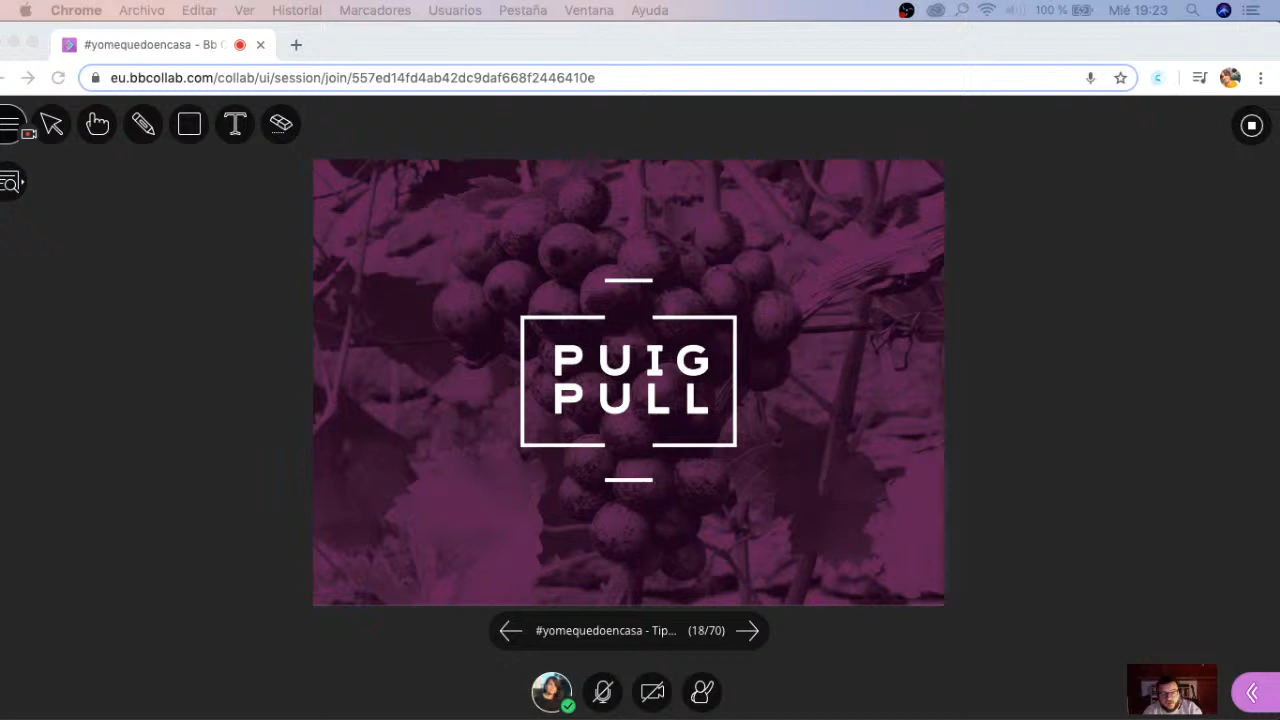 Chrome Archivo Editar Ver Historial Marcadores Usuarios Pestaña Ventana Ayuda 100 % Mié 19:23
#yomequedoencasa - Bb C
eu.bbcollab.com/collab/ui/session/join/557ed14fd4ab42dc9daf668f2446410e
T
PUIG
PULL
#yomequedoencasa - Tip... (18/70)